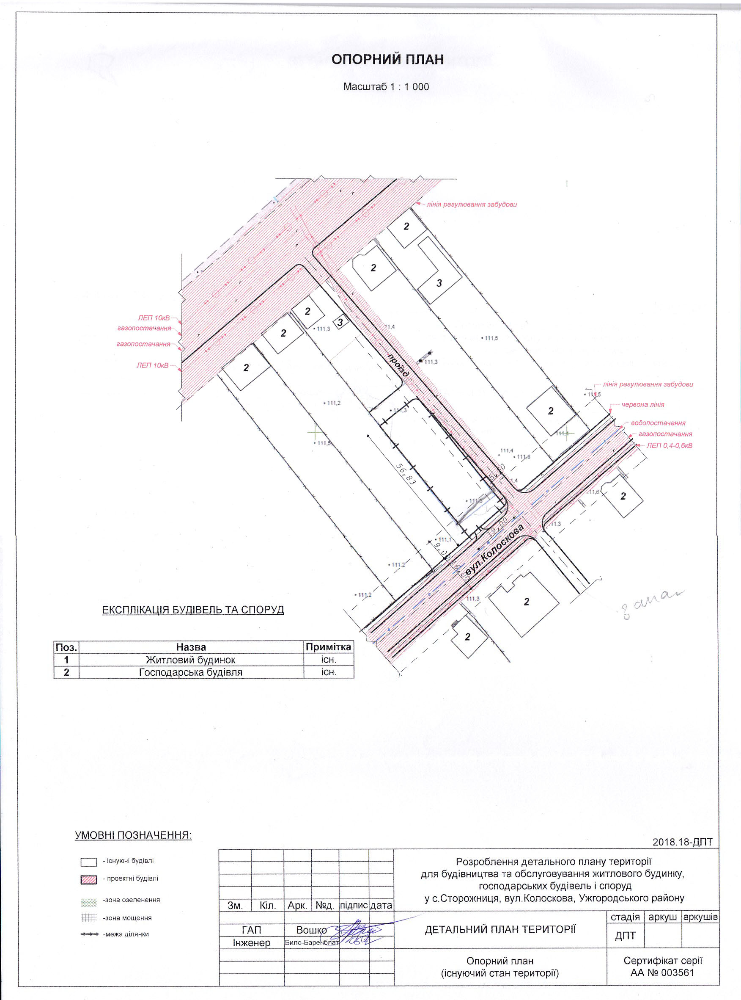 ОПОРНИЙ ПЛАН
Масштаб 1 : 1 000
лінія регулювання забудови
2
2
3
2
3
2
2
ЛЕП 10кВ
газопостачання
газопостачання
ЛЕП 10кВ
111,3
111,5
111,3
проїзд
лінія регулювання забудови
червона лінія
водопостачання
газопостачання
ЛЕП 0,4-0,6кВ
2
111,2
111,3
2
111,4
111,5
111,4
111,6
56,83
2
19,00
111,1
9,00
вул.Колоскова
111,2
111,2
111,3
2
2
ЕКСПЛІКАЦІЯ БУДІВЕЛЬ ТА СПОРУД
Поз. Назва Примітка
1 Житловий будинок існ.
2 Господарська будівля існ.
УМОВНІ ПОЗНАЧЕННЯ:
- існуючі будівлі
- проектні будівлі
-зона озеленення
-зона мощення
-межа ділянки
2018.18-ДПТ
Розроблення детального плану території
для будівництва та обслуговування житлового будинку,
господарських будівель і споруд
у с.Сторожниця, вул.Колоскова, Ужгородського району
Зм. Кіл. Арк. №д. підпис дата
ГАП Вошко
Інженер Било-Баренблат
ДЕТАЛЬНИЙ ПЛАН ТЕРИТОРІЇ
стадія аркуш аркушів
ДПТ
Опорний план
(існуючий стан території)
Сертифікат серії
АА № 003561